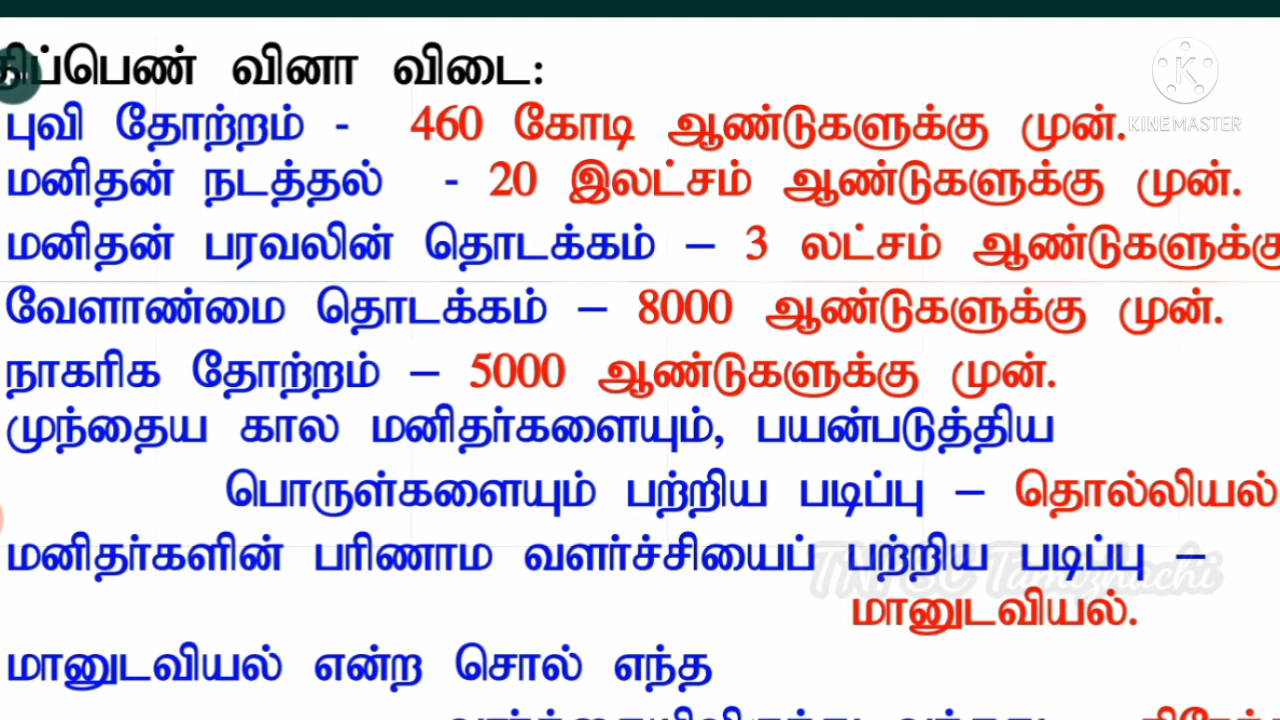 வினா விடை:
புவி தோற்றம் - 460 கோடி ஆண்டுகளுக்கு முன்.
KINEMASTER
மனிதன் நடத்தல் - 20 இலட்சம் ஆண்டுகளுக்கு முன்.
மனிதன் பரவலின் தொடக்கம் – 3 லட்சம் ஆண்டுகளுக்கு
வேளாண்மை தொடக்கம் – 8000 ஆண்டுகளுக்கு முன்.
நாகரிக தோற்றம் – 5000 ஆண்டுகளுக்கு முன்.
முந்தைய கால மனிதர்களையும், பயன்படுத்திய
பொருள்களையும் பற்றிய படிப்பு – தொல்லியல்
மனிதர்களின் பரிணாம வளர்ச்சியைப் பற்றிய படிப்பு –
TNPSC Tamizhachi
மானுடவியல்.
மானுடவியல் என்ற சொல் எந்த